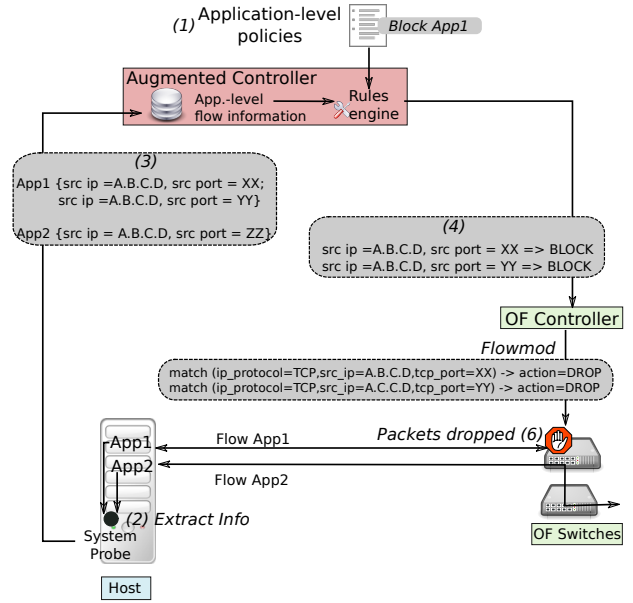 (1) Application-level
policies
Block App1
Augmented Controller
App.-level
flow information
Rules
engine
(3)
App1 {src ip =A.B.C.D, src port = XX;
src ip =A.B.C.D, src port = YY}
App2 {src ip = A.B.C.D, src port = ZZ}
(4)
src ip =A.B.C.D, src port = XX => BLOCK
src ip =A.B.C.D, src port = YY => BLOCK
OF Controller
Flowmod
match (ip_protocol=TCP,src_ip=A.B.C.D,tcp_port=XX) -> action=DROP
match (ip_protocol=TCP,src_ip=A.C.C.D,tcp_port=YY) -> action=DROP
Packets dropped (6)
App1
Flow App1
App2
Flow App2
(2) Extract Info
System
Probe
OF Switches
Host